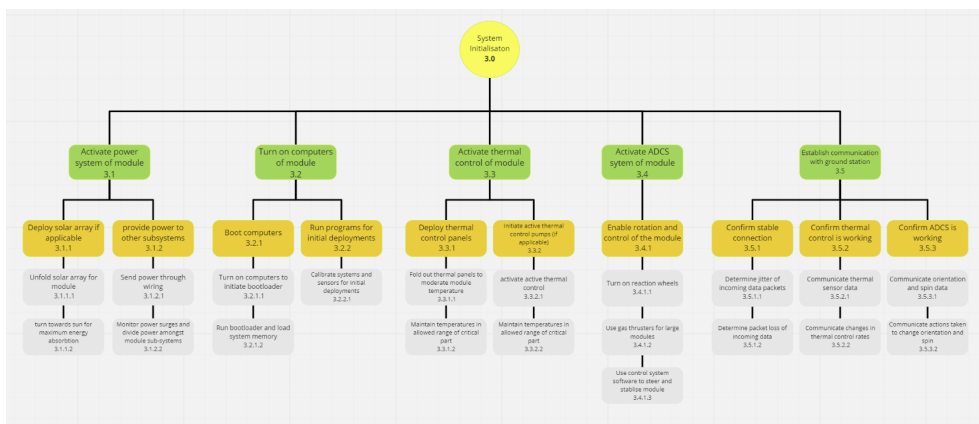 System
Initialisaton
3.0
Activate power
system of module
3.1
Turn on computers
of module
3.2
Activate thermal
control of module
3.3
Activate ADCS
sytem of module
3.4
Establish communication
with ground station
3.5
Deploy solar array if
applicable
3.1.1
provide power to
other subsystems
3.1.2
Boot computers
3.2.1
Run programs for
initial deployments
3.2.2
Deploy thermal
control panels
3.3.1
Initiate active thermal
control pumps (if
applicable)
3.3.2
Enable rotation and
control of the module
3.4.1
Confirm stable
connection
3.5.1
Confirm thermal
control is working
3.5.2
Confirm ADCS is
working
3.5.3
Unfold solar array for
module
3.1.1.1
Send power through
wiring
3.1.2.1
Turn on computers to
initiate bootloader
3.2.1.1
Calibrate systems and
sensors for initial
deployments
3.2.2.1
Fold out thermal panels to
moderate module
temperature
3.3.1.1
activate active thermal
control
3.3.2.1
Turn on reaction wheels
3.4.1.1
Determine jitter of
incoming data packets
3.5.1.1
Communicate thermal
sensor data
3.5.2.1
Communicate orientation
and spin data
3.5.3.1
turn towards sun for
maximum energy
absorbtion
3.1.1.2
Monitor power surges and
divide power amongst
module sub-systems
3.1.2.2
Run bootloader and load
system memory
3.2.1.2
Maintain temperatures in
allowed range of critical
part
3.3.1.2
Maintain temperatures in
allowed range of critical
part
3.3.2.2
Use gas thrusters for large
modules
3.4.1.2
Determine packet loss of
incoming data
3.5.1.2
Communicate changes in
thermal control rates
3.5.2.2
Communicate actions taken
to change orientation and
spin
3.5.3.2
Use control system
software to steer and
stablise module
3.4.1.3